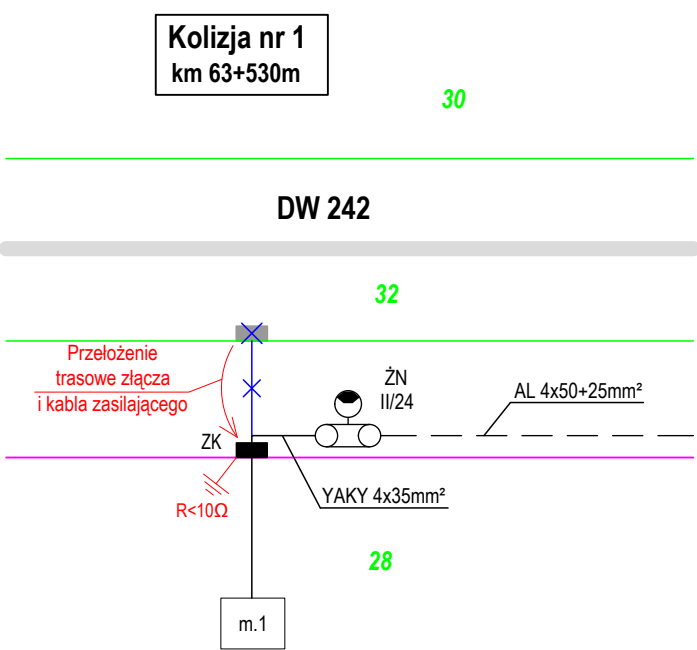 Kolizja nr 1
km 63+530m
30
DW 242
32
Przełożenie
trasowe złącza
i kabla zasilającego
ŻN
II/24
AL 4x50+25mm²
ZK
R<10Ω
YAKY 4x35mm²
28
m.1